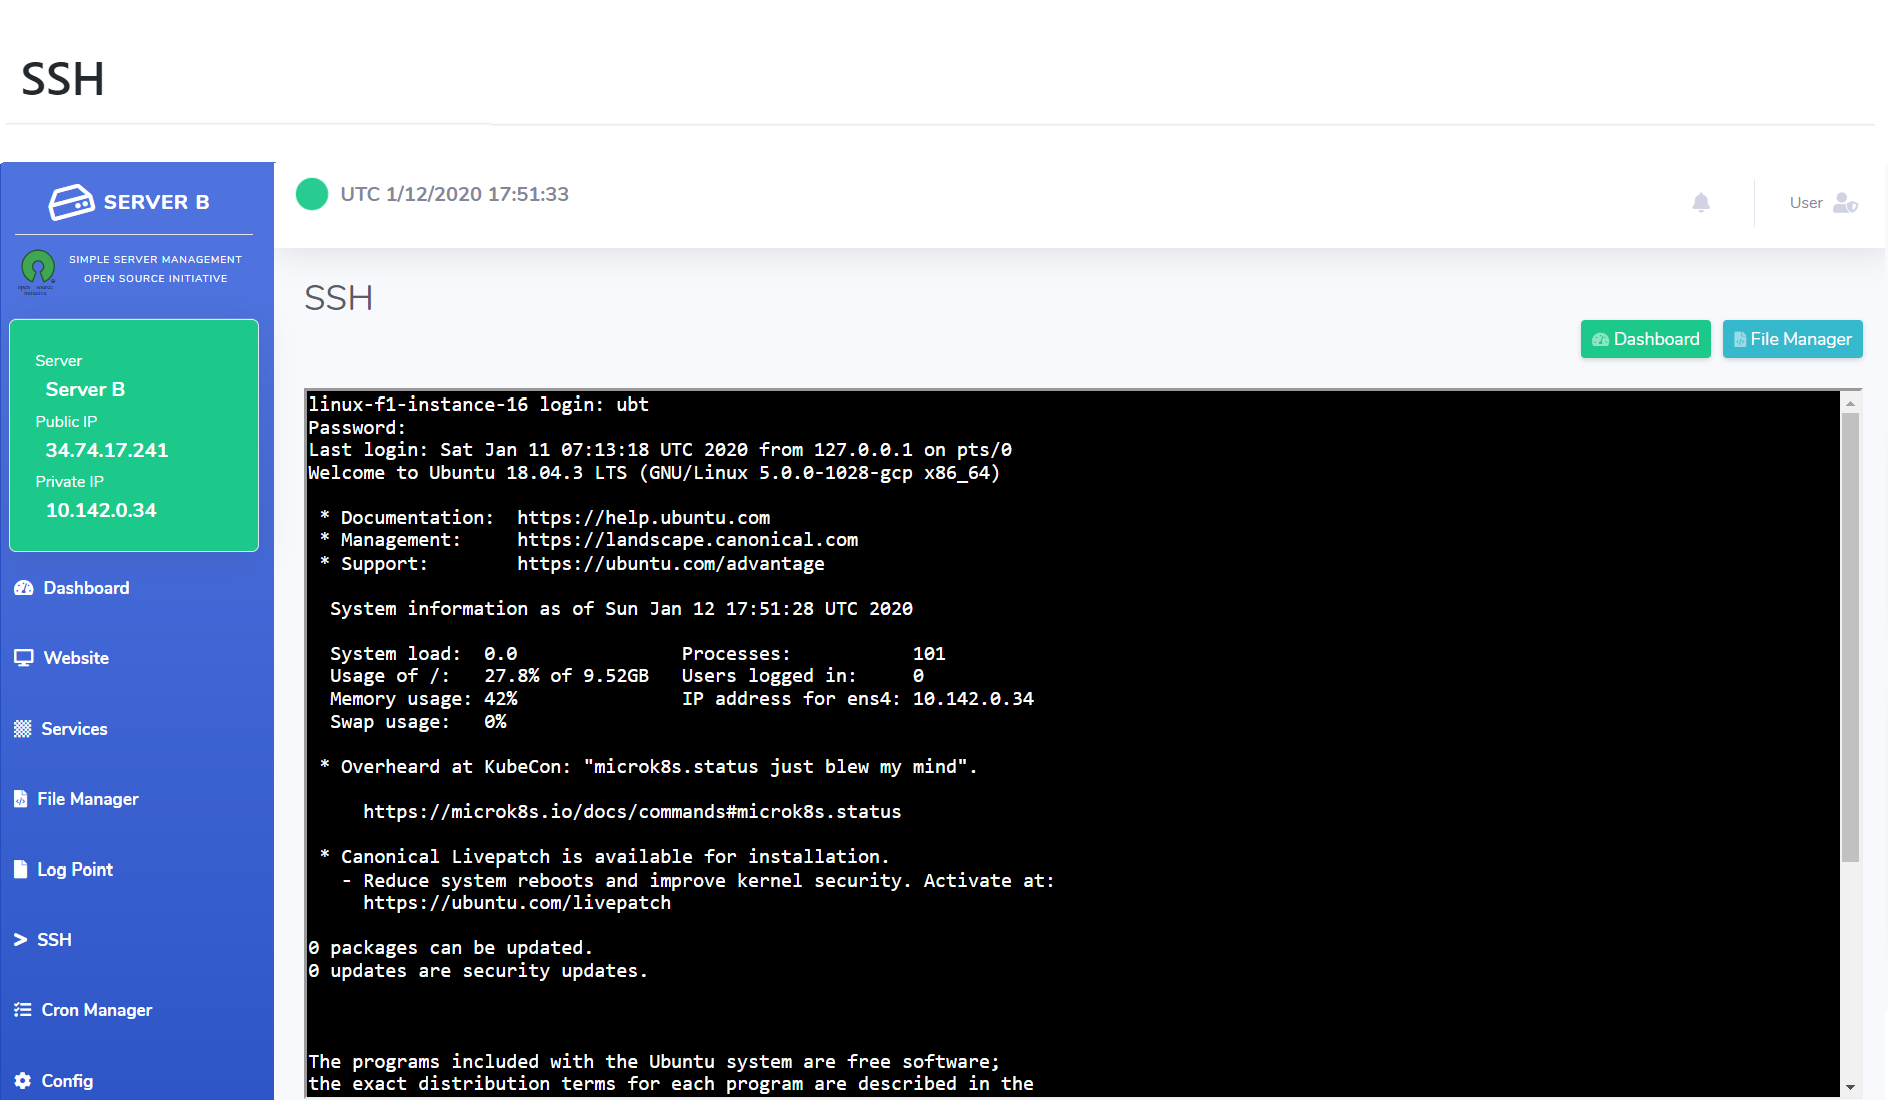 SSH
SERVER B
SIMPLE SERVER MANAGEMENT
OPEN SOURCE INITIATIVE
open source
initiative
Server
Server B
Public IP
34.74.17.241
Private IP
10.142.0.34
Dashboard
Website
Services
File Manager
Log Point
SSH
Cron Manager
Config
UTC 1/12/2020 17:51:33
User
SSH
Dashboard
File Manager
linux-f1-instance-16 login: ubt
Password:
Last login: Sat Jan 11 07:13:18 UTC 2020 from 127.0.0.1 on pts/0
Welcome to Ubuntu 18.04.3 LTS (GNU/Linux 5.0.0-1028-gcp x86_64)
* Documentation:  https://help.ubuntu.com
* Management:     https://landscape.canonical.com
* Support:        https://ubuntu.com/advantage
System information as of Sun Jan 12 17:51:28 UTC 2020
System load:  0.0               Processes:           101
Usage of /:   27.8% of 9.52GB   Users logged in:     0
Memory usage: 42%               IP address for ens4: 10.142.0.34
Swap usage:   0%
* Overheard at KubeCon: "microk8s.status just blew my mind".
https://microk8s.io/docs/commands#microk8s.status
* Canonical Livepatch is available for installation.
- Reduce system reboots and improve kernel security. Activate at:
https://ubuntu.com/livepatch
0 packages can be updated.
0 updates are security updates.
The programs included with the Ubuntu system are free software;
the exact distribution terms for each program are described in the